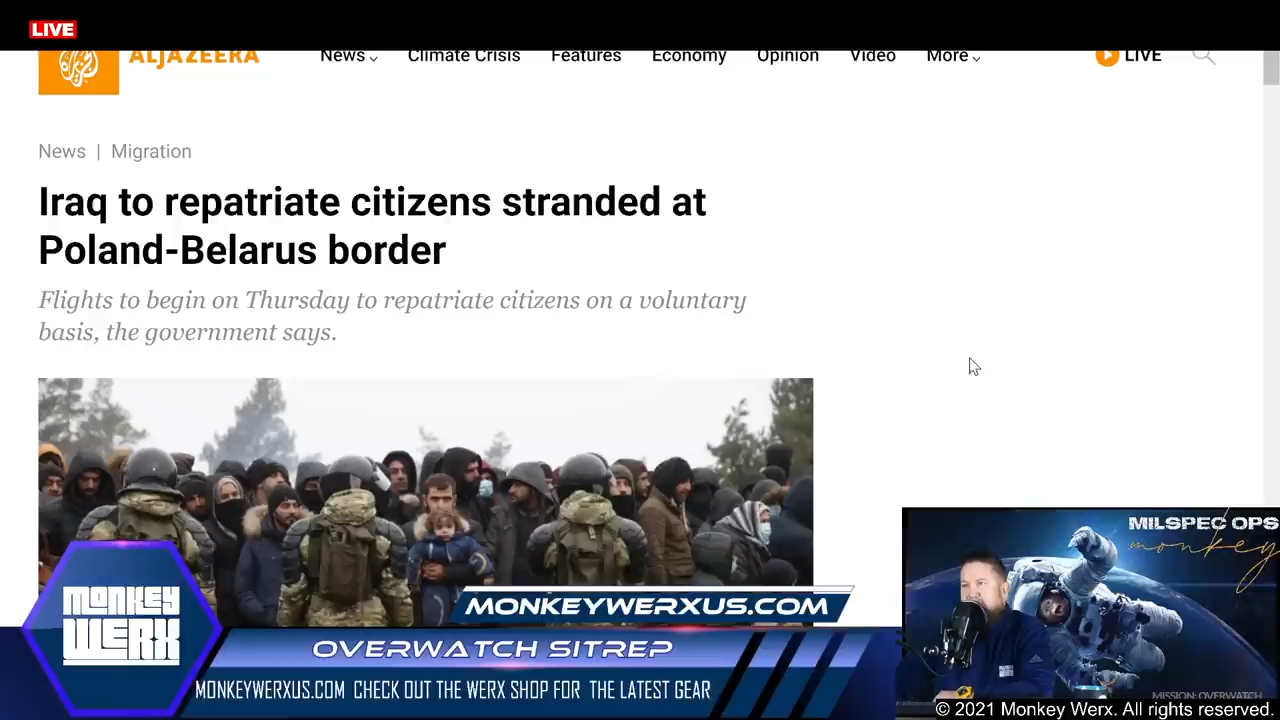 LIVE
ALJAZEERA
News Climate Crisis Features Economy Opinion Video More LIVE
News | Migration
Iraq to repatriate citizens stranded at
Poland-Belarus border
Flights to begin on Thursday to repatriate citizens on a voluntary
basis, the government says.
MILSPEC OPS
monkey
MONKEY
WERX
MONKEYWERXUS.COM
OVERWATCH SITREP
MONKEYWERXUS.COM CHECK OUT THE WERX SHOP FOR THE LATEST GEAR
MISSION: OVERWATCH
© 2021 Monkey Werx. All rights reserved.